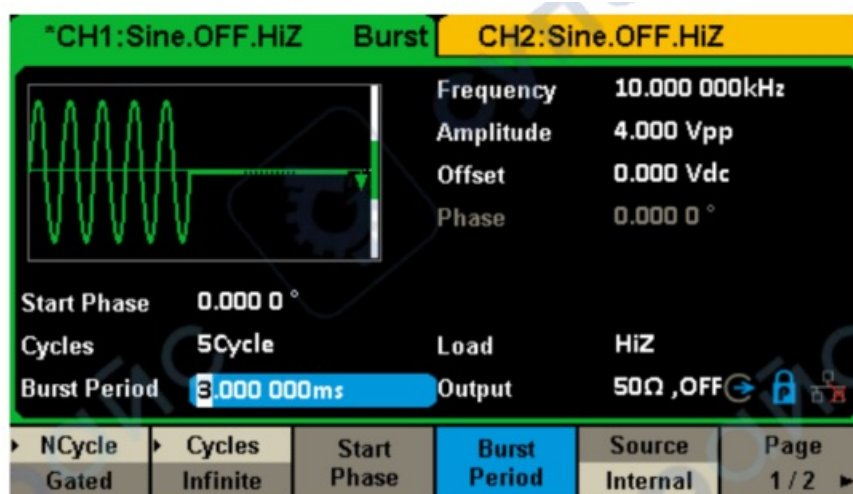 *CH1:Sine.OFF.HiZ Burst CH2:Sine.OFF.HiZ
Frequency 10.000 000kHz
Amplitude 4.000 Vpp
Offset 0.000 Vdc
Phase 0.000 0 °
Start Phase 0.000 0 °
Cycles 5Cycle Load HiZ
Burst Period 3.000 000ms Output 50Ω ,OFF
NCycle Cycles Start Burst Source Page
Gated Infinite Phase Period Internal 1/2